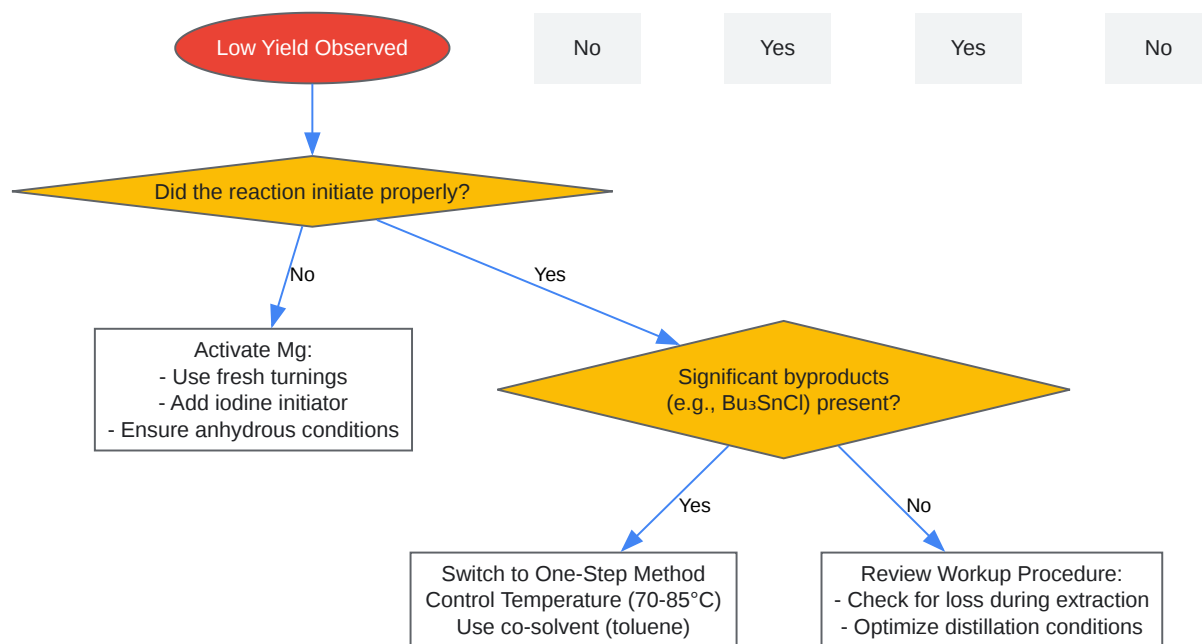 Low Yield Observed
No
Yes
Yes
No
Did the reaction initiate properly?
No
Yes
Activate Mg:
- Use fresh turnings
- Add iodine initiator
- Ensure anhydrous conditions
Significant byproducts
(e.g., Bu₃SnCl) present?
Yes
No
Switch to One-Step Method
Control Temperature (70-85°C)
Use co-solvent (toluene)
Review Workup Procedure:
- Check for loss during extraction
- Optimize distillation conditions